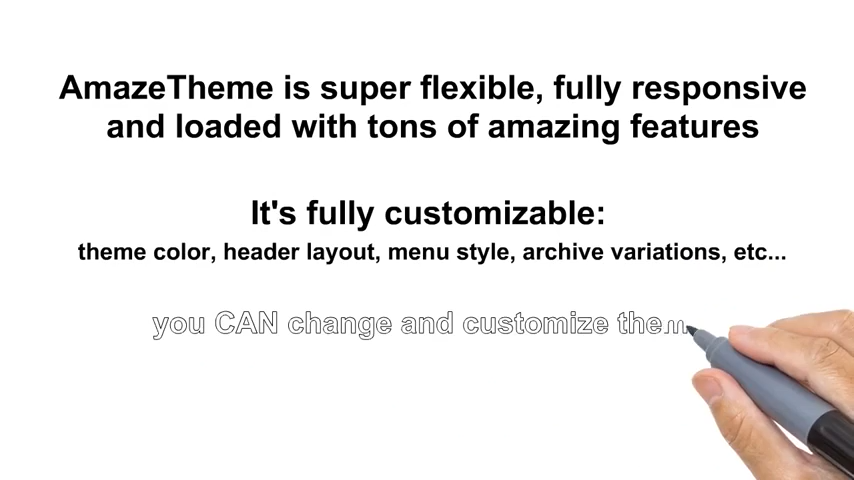 AmazeTheme is super flexible, fully responsive
and loaded with tons of amazing features
It's fully customizable:
theme color, header layout, menu style, archive variations, etc...
you CAN change and customize them